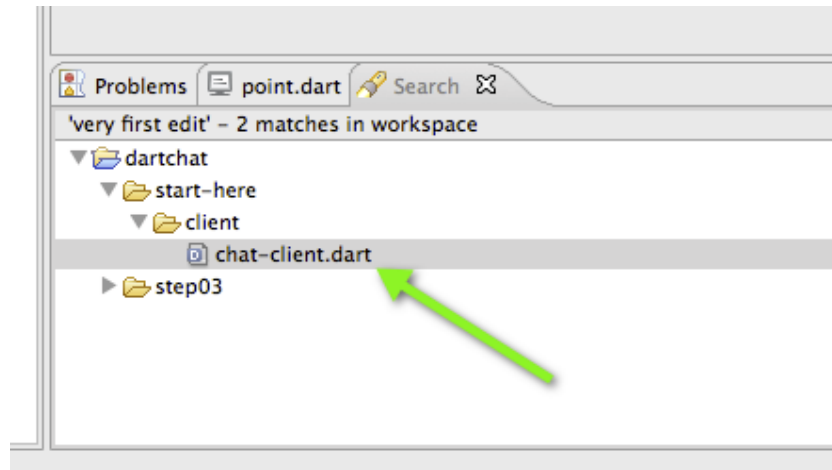 Problems point.dart Search
'very first edit' – 2 matches in workspace
dartchat
start-here
client
chat-client.dart
step03